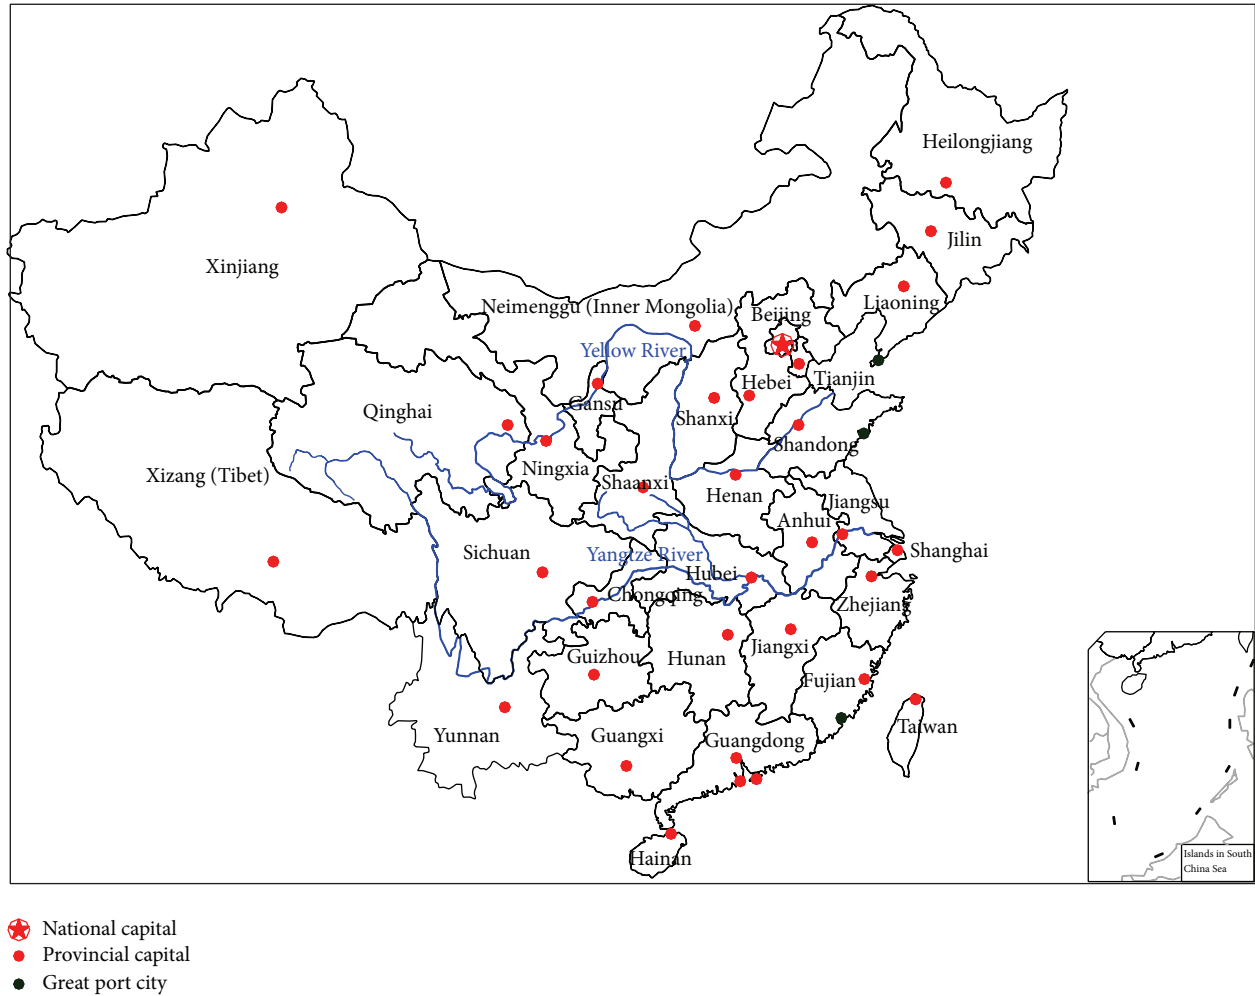 Heilongjiang
Jilin
Xinjiang
Liaoning
Neimenggu (Inner Mongolia)
Beijing
Yellow River
Tianjin
Hebei
Gansu
Qinghai
Shanxi
Shandong
Ningxia
Xizang (Tibet)
Shaanxi
Henan
Jiangsu
Anhui
Shanghai
Sichuan
Yangtze River
Hubei
Chongqing
Zhejiang
Jiangxi
Guizhou
Hunan
Fujian
Taiwan
Yunnan
Guangxi
Guangdong
Hainan
Islands in South
China Sea
National capital
Provincial capital
Great port city